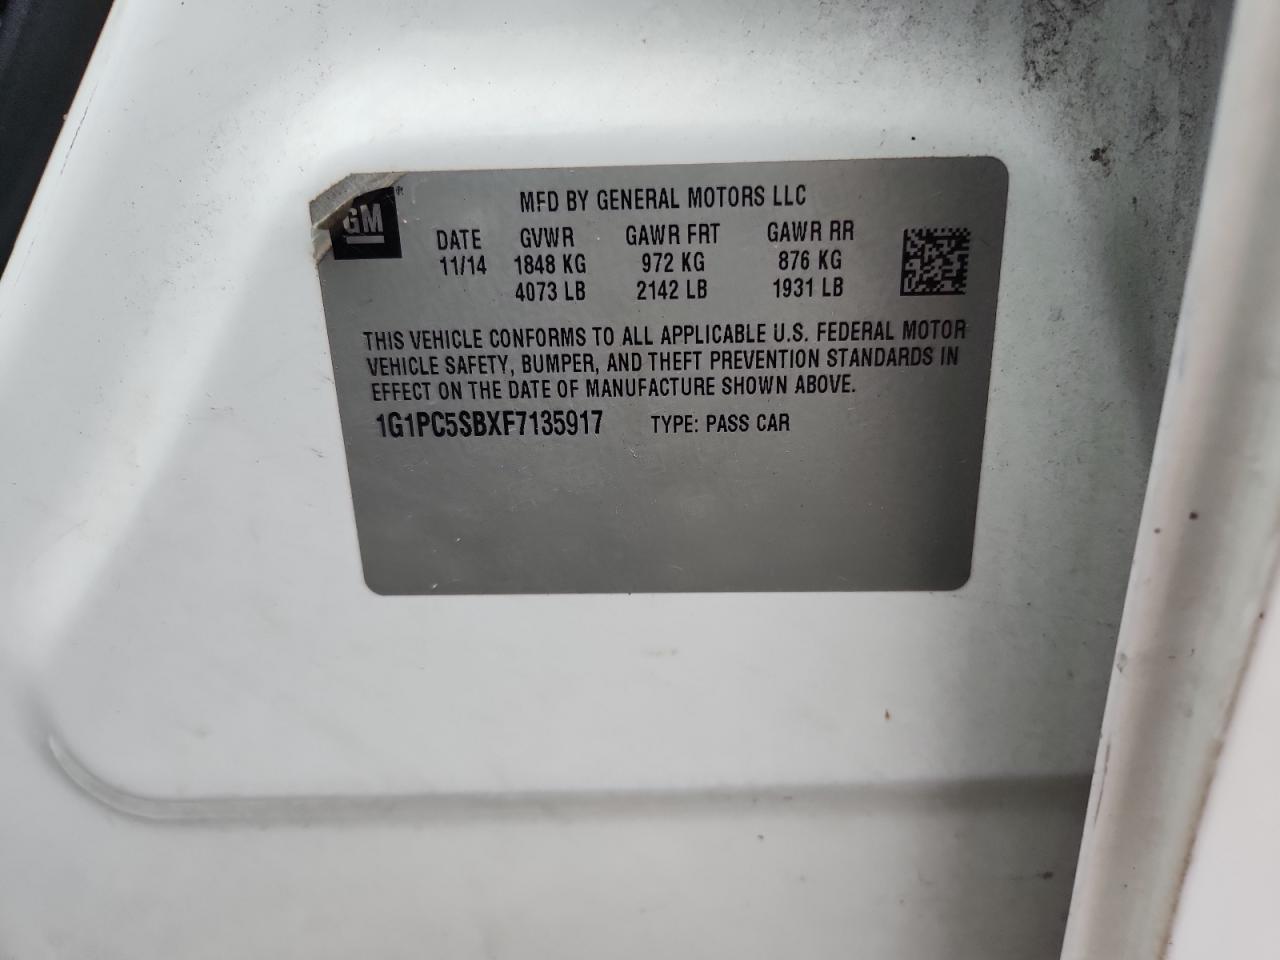 GM
MFD BY GENERAL MOTORS LLC
DATE GVWR GAWR FRT GAWR RR
11/14 1848 KG 972 KG 876 KG
4073 LB 2142 LB 1931 LB
THIS VEHICLE CONFORMS TO ALL APPLICABLE U.S. FEDERAL MOTOR
VEHICLE SAFETY, BUMPER, AND THEFT PREVENTION STANDARDS IN
EFFECT ON THE DATE OF MANUFACTURE SHOWN ABOVE.
1G1PC5SBXF7135917 TYPE: PASS CAR